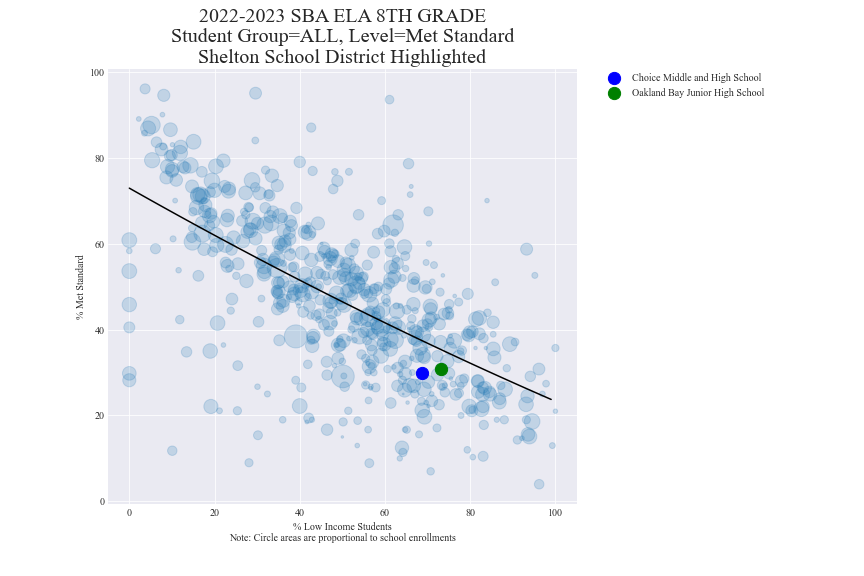 2022-2023 SBA ELA 8TH GRADE
Student Group=ALL, Level=Met Standard
Shelton School District Highlighted
Choice Middle and High School
Oakland Bay Junior High School
% Met Standard
100
80
60
40
20
0
0 20 40 60 80 100
% Low Income Students
Note: Circle areas are proportional to school enrollments